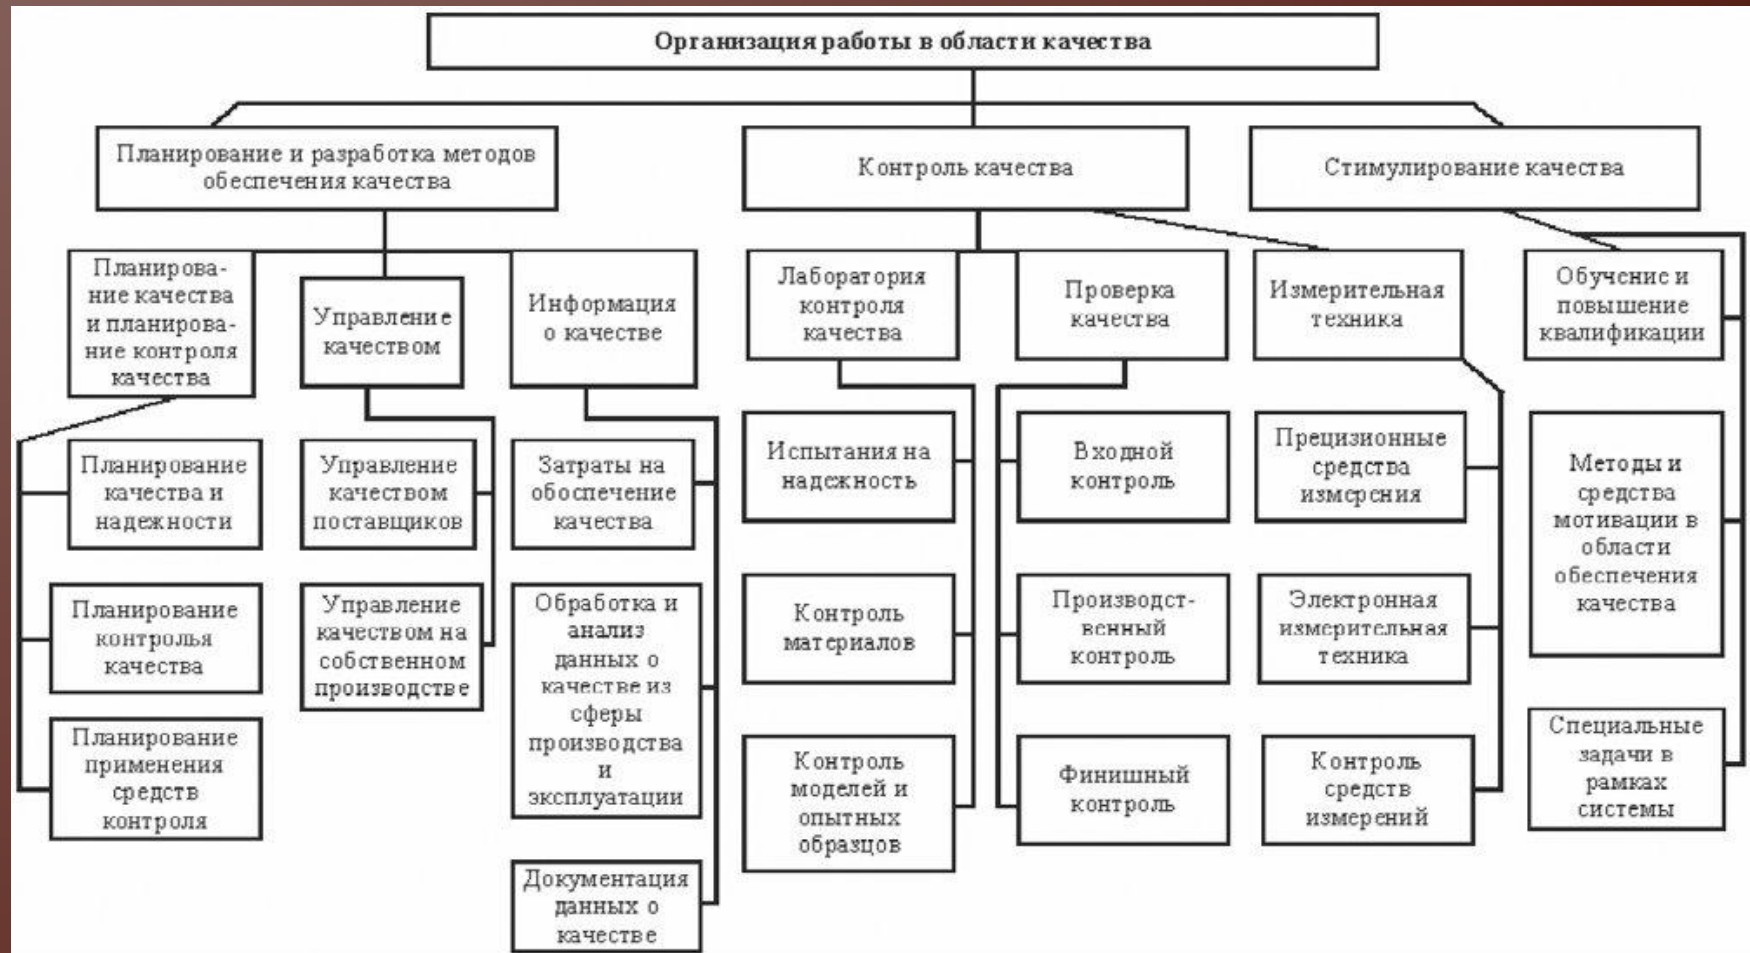 Организация работы в области качества
Планирование и разработка методов
обеспечения качества
Контроль качества
Стимулирование качества
Планирова-
ние качества
и планирова-
ние контроля
качества
Управление
качеством
Информация
о качестве
Лаборатория
контроля
качества
Проверка
качества
Измерительная
техника
Обучение и
повышение
квалификации
Планирование
качества и
надежности
Управление
качеством
поставщиков
Затраты на
обоспечение
качества
Испытания на
надежность
Входной
контроль
Прецизионные
средства
измерения
Методы и
средства
мотивации в
области
обеспечения
качества
Планирование
контролья
качества
Управление
качеством на
собственном
производстве
Обработка и
анализ
данных о
качестве из
сферы
производства
и
эксплуатации
Контроль
материалов
Производст-
венный
контроль
Электронная
измерительная
техника
Планирование
применения
средств
контроля
Контроль
моделей и
опытных
образцов
Финишный
контроль
Контроль
средств
измерений
Специальные
задачи в
рамках
системы
Документация
данных о
качестве